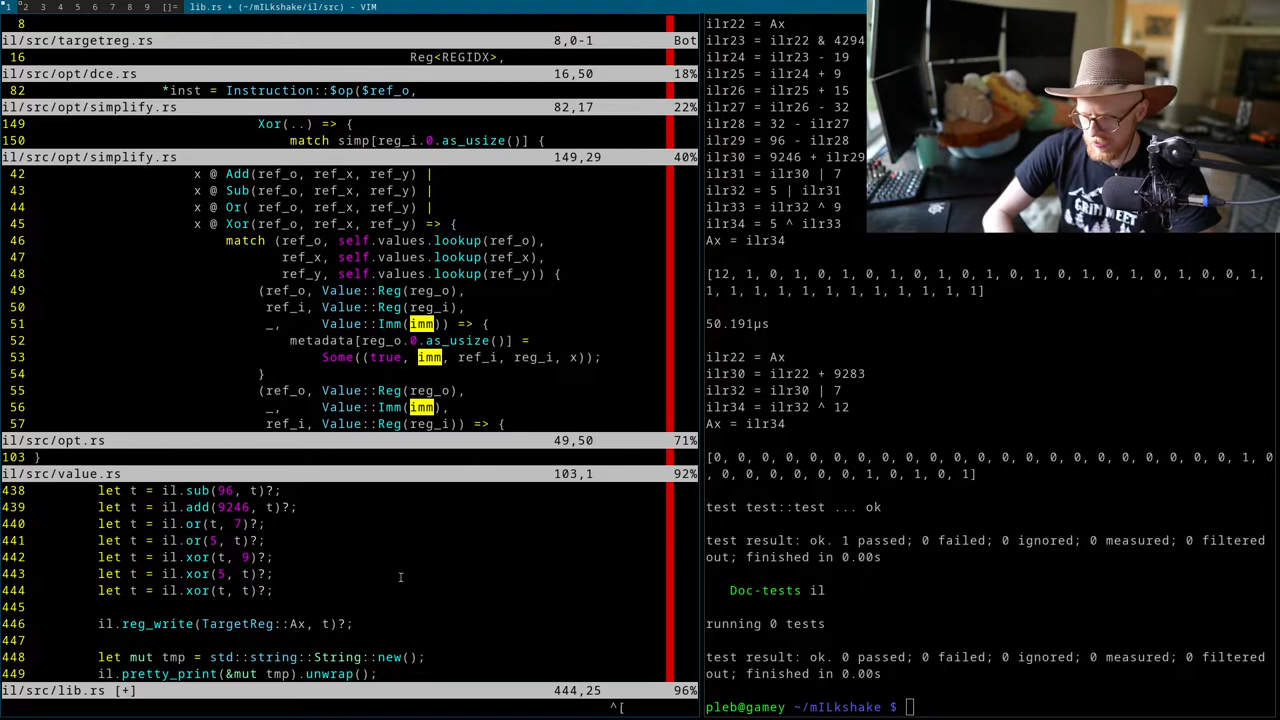 1 2 3 4 5 6 7 8 9 []= lib.rs + (~/mILkshake/il/src) - VIM
8
il/src/targetreg.rs 8,0-1 Bot
16 Reg<REGIDX>,
il/src/opt/dce.rs 16,50 18%
82 *inst = Instruction::$op($ref_o,
il/src/opt/simplify.rs 82,17 22%
149 Xor(..) => {
150 match simp[reg_i.0.as_usize()] {
il/src/opt/simplify.rs 149,29 40%
42 x @ Add(ref_o, ref_x, ref_y) |
43 x @ Sub(ref_o, ref_x, ref_y) |
44 x @ Or( ref_o, ref_x, ref_y) |
45 x @ Xor(ref_o, ref_x, ref_y) => {
46 match (ref_o, self.values.lookup(ref_o),
47 ref_x, self.values.lookup(ref_x),
48 ref_y, self.values.lookup(ref_y)) {
49 (ref_o, Value::Reg(reg_o),
50 ref_i, Value::Reg(reg_i),
51 _, Value::Imm(imm)) => {
52 metadata[reg_o.0.as_usize()] =
53 Some((true, imm, ref_i, reg_i, x));
54 }
55 (ref_o, Value::Reg(reg_o),
56 _, Value::Imm(imm),
57 ref_i, Value::Reg(reg_i)) => {
il/src/opt.rs 49,50 71%
103 }
il/src/value.rs 103,1 92%
438 let t = il.sub(96, t)?;
439 let t = il.add(9246, t)?;
440 let t = il.or(t, 7)?;
441 let t = il.or(5, t)?;
442 let t = il.xor(t, 9)?;
443 let t = il.xor(5, t)?;
444 let t = il.xor(t, t)?;
445
446 il.reg_write(TargetReg::Ax, t)?;
447
448 let mut tmp = std::string::String::new();
449 il.pretty_print(&mut tmp).unwrap();
il/src/lib.rs [+] 444,25 96%
^[
ilr22 = Ax
ilr23 = ilr22 & 4294
ilr24 = ilr23 - 19
ilr25 = ilr24 + 9
ilr26 = ilr25 + 15
ilr27 = ilr26 - 32
ilr28 = 32 - ilr27
ilr29 = 96 - ilr28
ilr30 = 9246 + ilr29
ilr31 = ilr30 | 7
ilr32 = 5 | ilr31
ilr33 = ilr32 ^ 9
ilr34 = 5 ^ ilr33
Ax = ilr34
[12, 1, 0, 1, 0, 1, 0, 1, 0, 1, 0, 1, 0, 1, 0, 1, 0, 1, 0, 0, 1,
1, 1, 1, 1, 1, 1, 1, 1, 1, 1]
50.191µs
ilr22 = Ax
ilr30 = ilr22 + 9283
ilr32 = ilr30 | 7
ilr34 = ilr32 ^ 12
Ax = ilr34
[0, 0, 0, 0, 0, 0, 0, 0, 0, 0, 0, 0, 0, 0, 0, 0, 0, 0, 0, 0, 1, 0
, 0, 0, 0, 0, 0, 0, 1, 0, 1, 0, 1]
test test::test ... ok
test result: ok. 1 passed; 0 failed; 0 ignored; 0 measured; 0 filtered
out; finished in 0.00s
Doc-tests il
running 0 tests
test result: ok. 0 passed; 0 failed; 0 ignored; 0 measured; 0 filtered
out; finished in 0.00s
pleb@gamey ~/mILkshake $
GRIM MEET